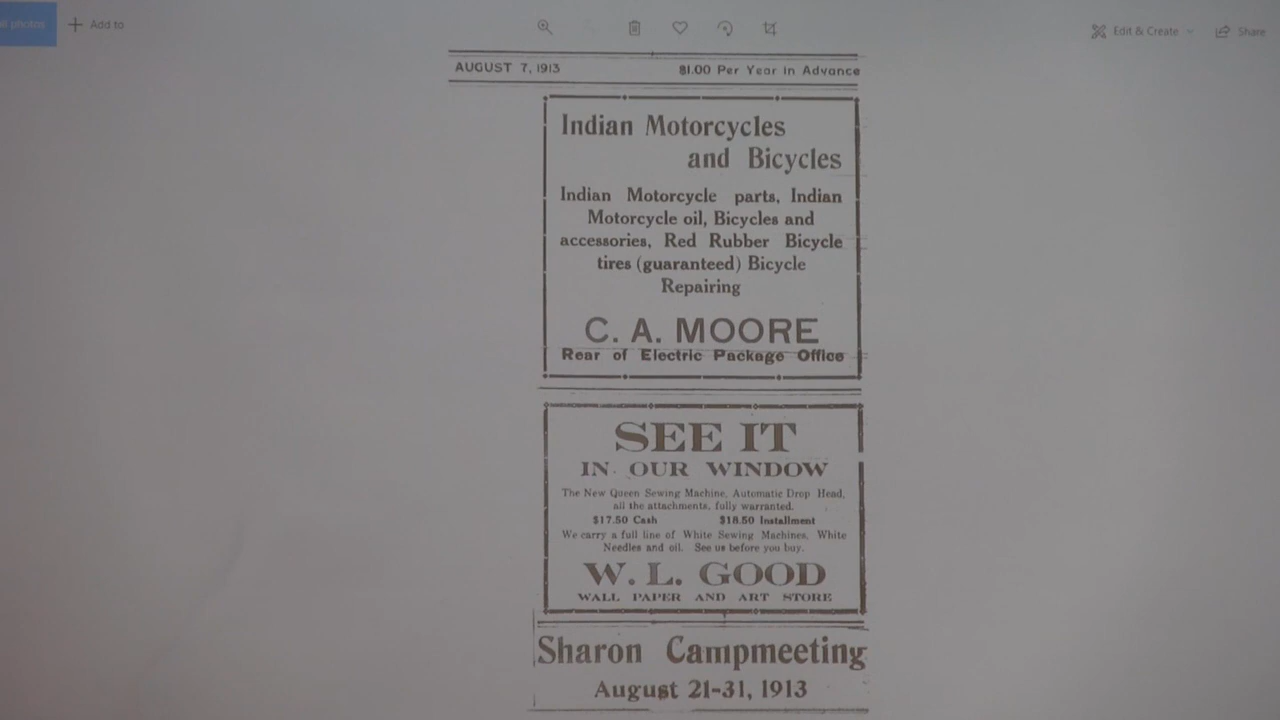 all photos
Add to
Edit & Create
Share
AUGUST 7, 1913 $1.00 Per Year in Advance
Indian Motorcycles
and Bicycles
Indian Motorcycle parts, Indian
Motorcycle oil, Bicycles and
accessories, Red Rubber Bicycle
tires (guaranteed) Bicycle
Repairing
C. A. MOORE
Rear of Electric Package Office
SEE IT
IN OUR WINDOW
The New Queen Sewing Machine, Automatic Drop Head,
all the attachments, fully warranted.
$17.50 Cash $18.50 Installment
We carry a full line of White Sewing Machines, White
Needles and oil. See us before you buy.
W. L. GOOD
WALL PAPER AND ART STORE
Sharon Campmeeting
August 21-31, 1913